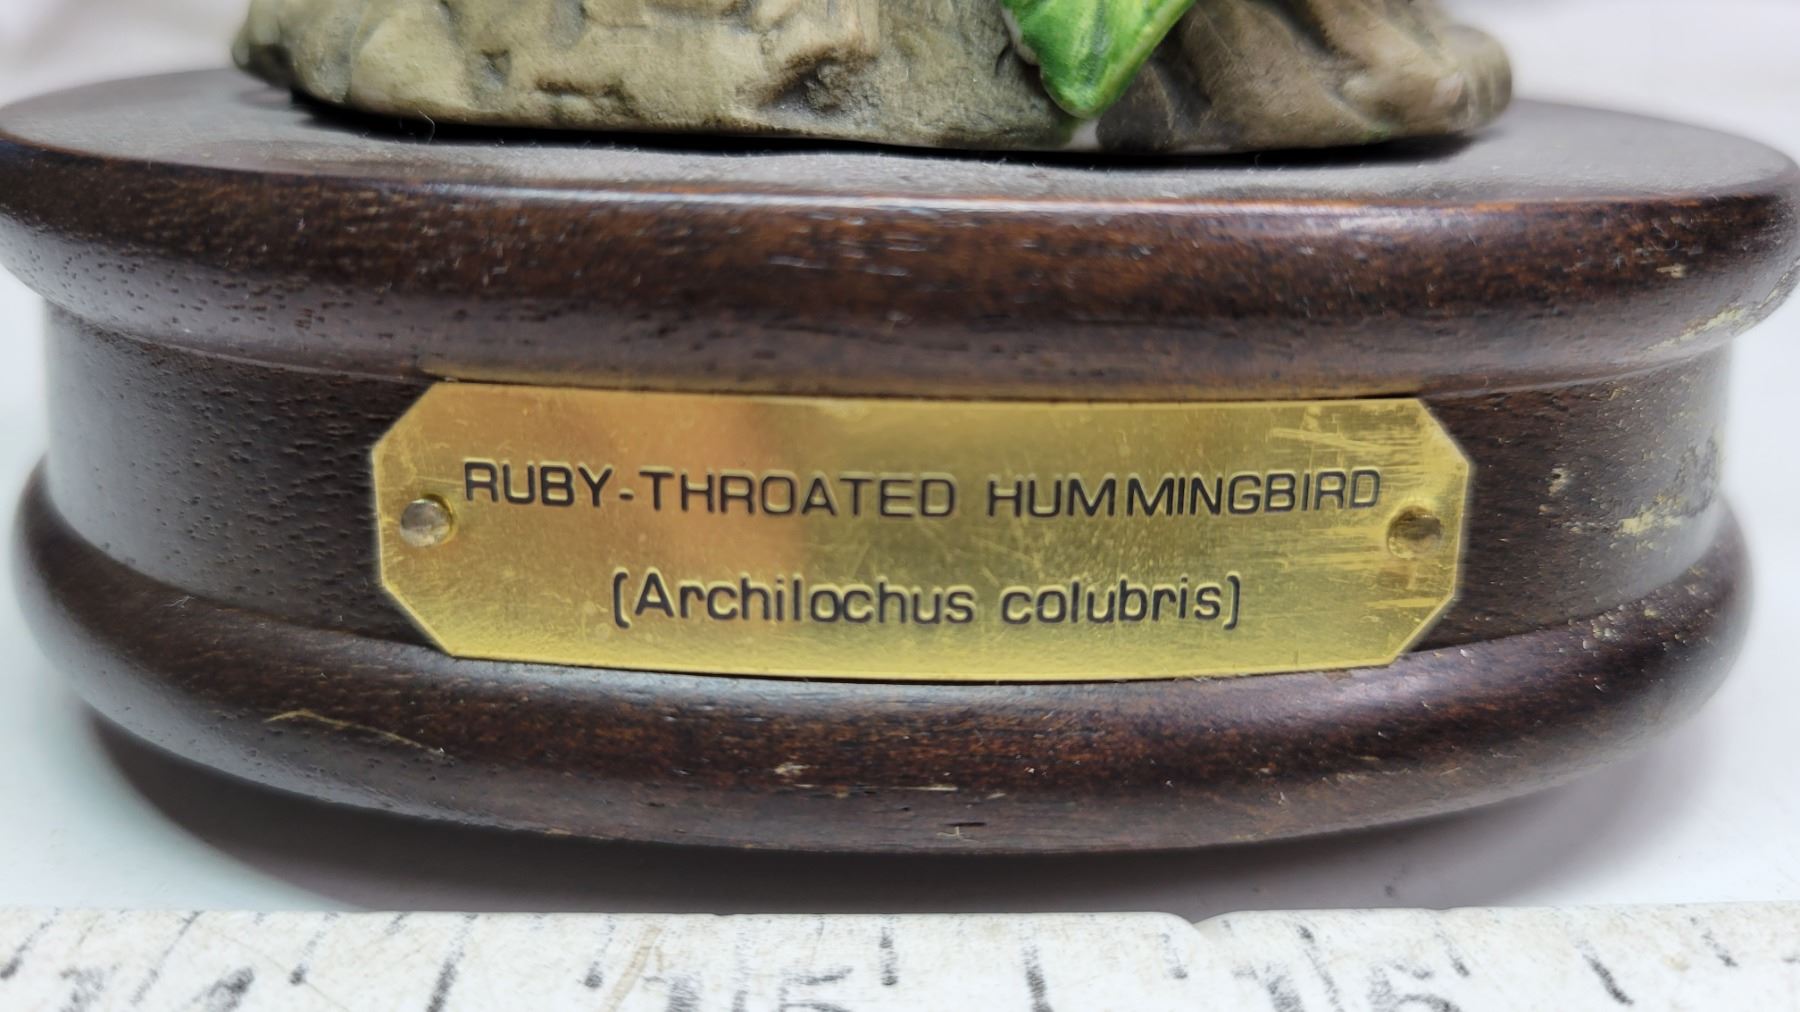 RUBY-THROATED HUMMINGBIRD
(Archilochus colubris)